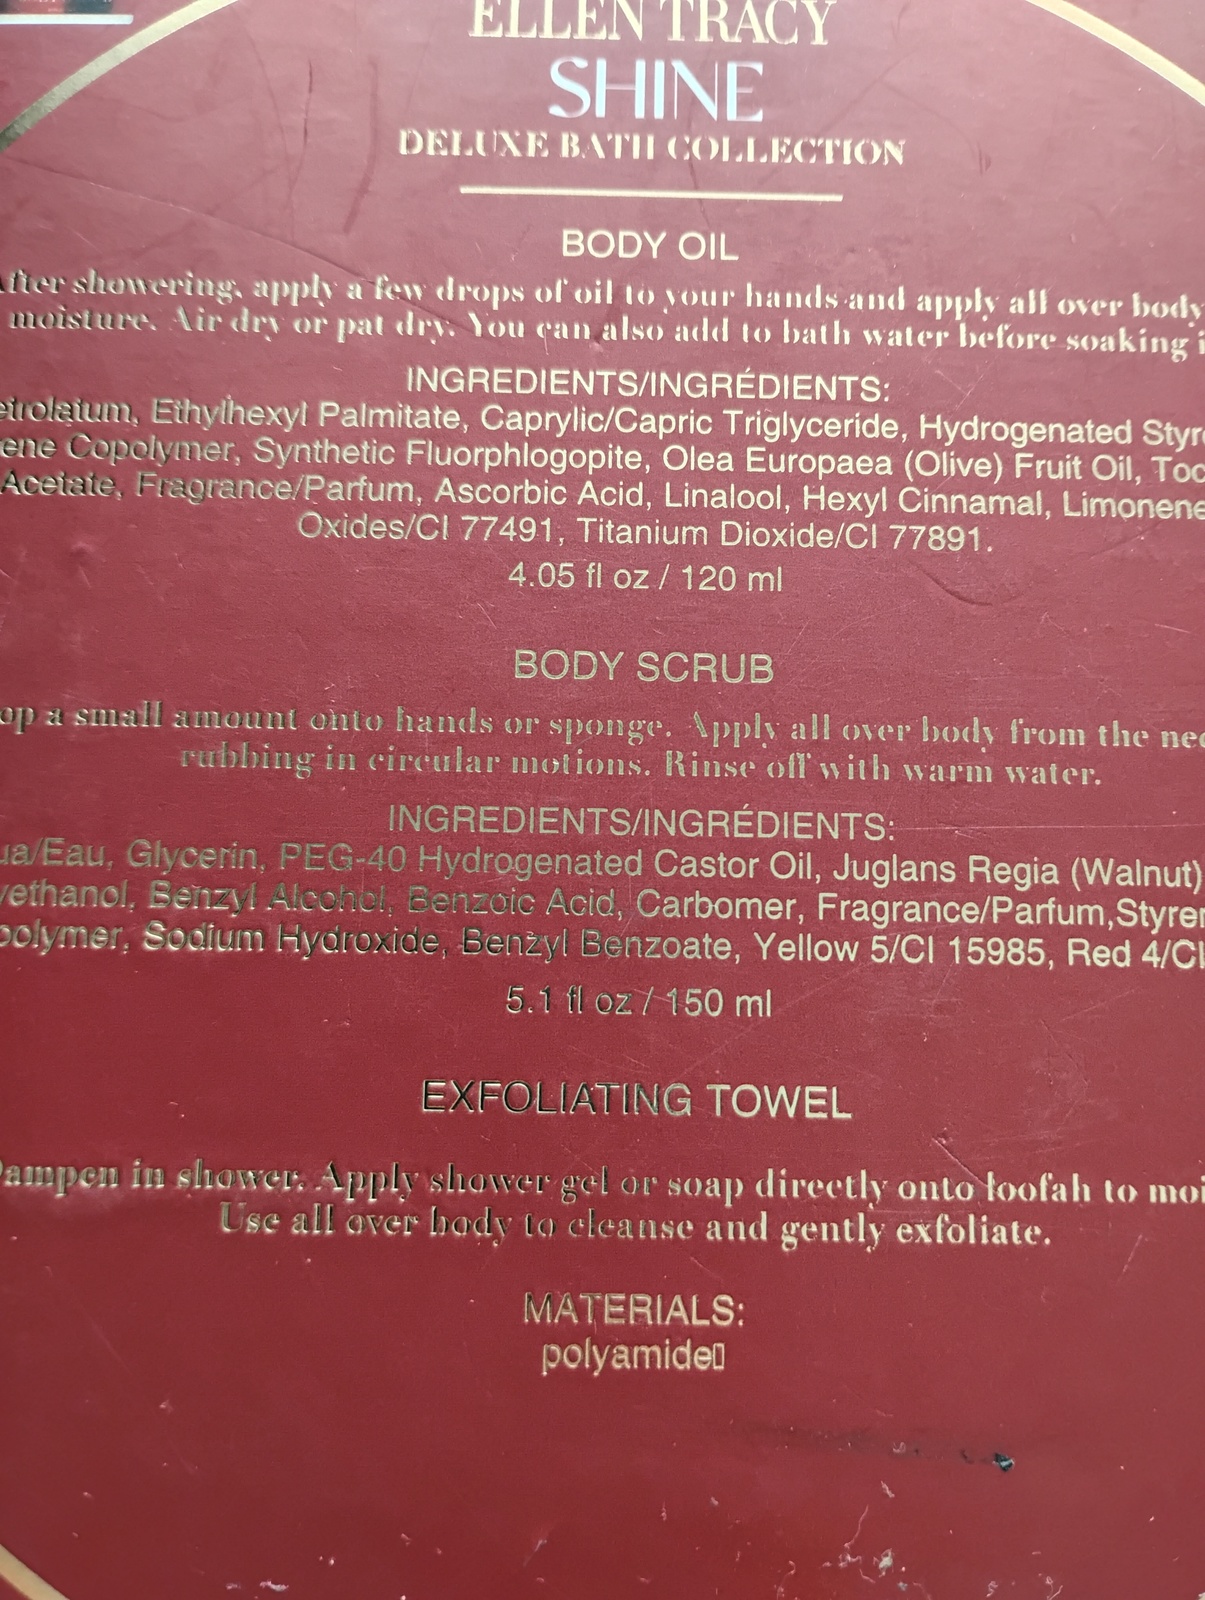 ELLEN TRACY
SHINE
DELUXE BATH COLLECTION
BODY OIL
After showering, apply a few drops of oil to your hands and apply all over body
moisture. Air dry or pat dry. You can also add to bath water before soaking i
INGREDIENTS/INGRÉDIENTS:
etrolatum, Ethylhexyl Palmitate, Caprylic/Capric Triglyceride, Hydrogenated Styr
ene Copolymer, Synthetic Fluorphlogopite, Olea Europaea (Olive) Fruit Oil, Toc
Acetate, Fragrance/Parfum, Ascorbic Acid, Linalool, Hexyl Cinnamal, Limonene
Oxides/CI 77491, Titanium Dioxide/CI 77891.
4.05 fl oz / 120 ml
BODY SCRUB
op a small amount onto hands or sponge. Apply all over body from the nec
rubbing in circular motions. Rinse off with warm water.
INGREDIENTS/INGRÉDIENTS:
ua/Eau, Glycerin, PEG-40 Hydrogenated Castor Oil, Juglans Regia (Walnut)
yethanol, Benzyl Alcohol, Benzoic Acid, Carbomer, Fragrance/Parfum,Styren
polymer, Sodium Hydroxide, Benzyl Benzoate, Yellow 5/CI 15985, Red 4/CI
5.1 fl oz / 150 ml
EXFOLIATING TOWEL
Dampen in shower. Apply shower gel or soap directly onto loofah to moi
Use all over body to cleanse and gently exfoliate.
MATERIALS:
polyamide▯